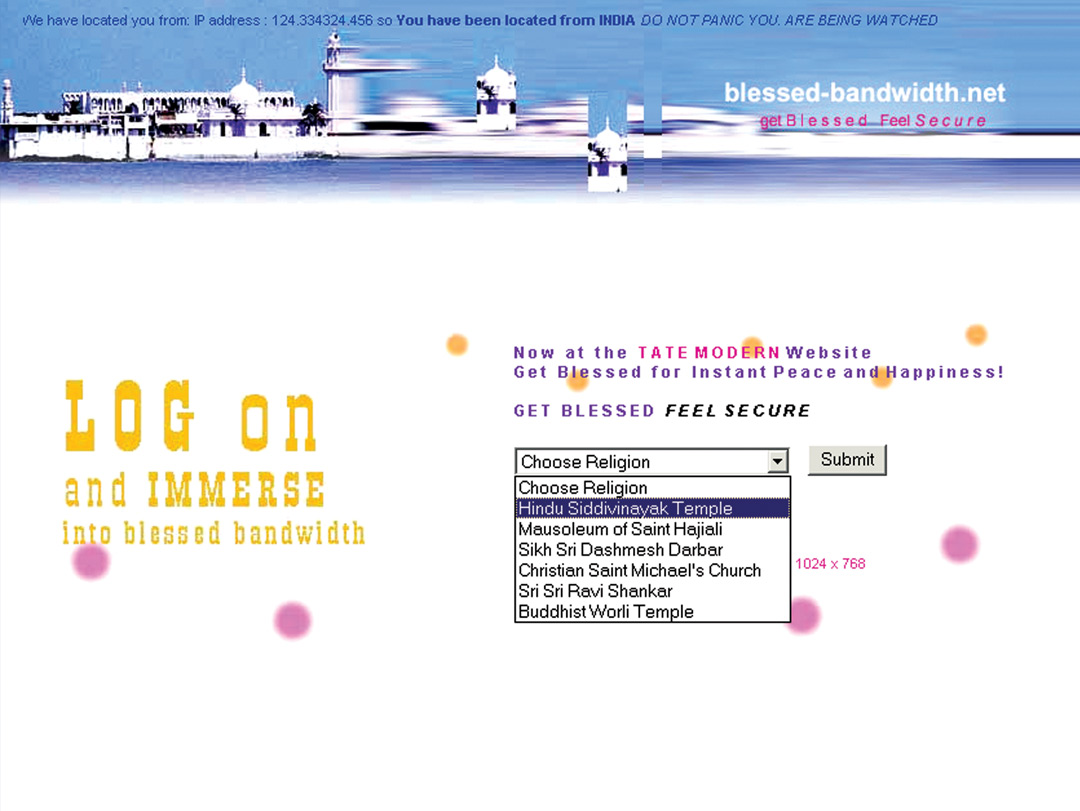 We have located you from: IP address : 124.334324.456 so You have been located from INDIA DO NOT PANIC YOU. ARE BEING WATCHED
blessed-bandwidth.net
get Blessed Feel Secure
Now at the TATE MODERN Website
Get Blessed for Instant Peace and Happiness!
GET BLESSED FEEL SECURE
LOG on
and IMMERSE
into blessed bandwidth
Choose Religion
Submit
Choose Religion
Hindu Siddivinayak Temple
Mausoleum of Saint Hajiali
Sikh Sri Dashmesh Darbar
Christian Saint Michael's Church
Sri Sri Ravi Shankar
Buddhist Worli Temple
1024 x 768